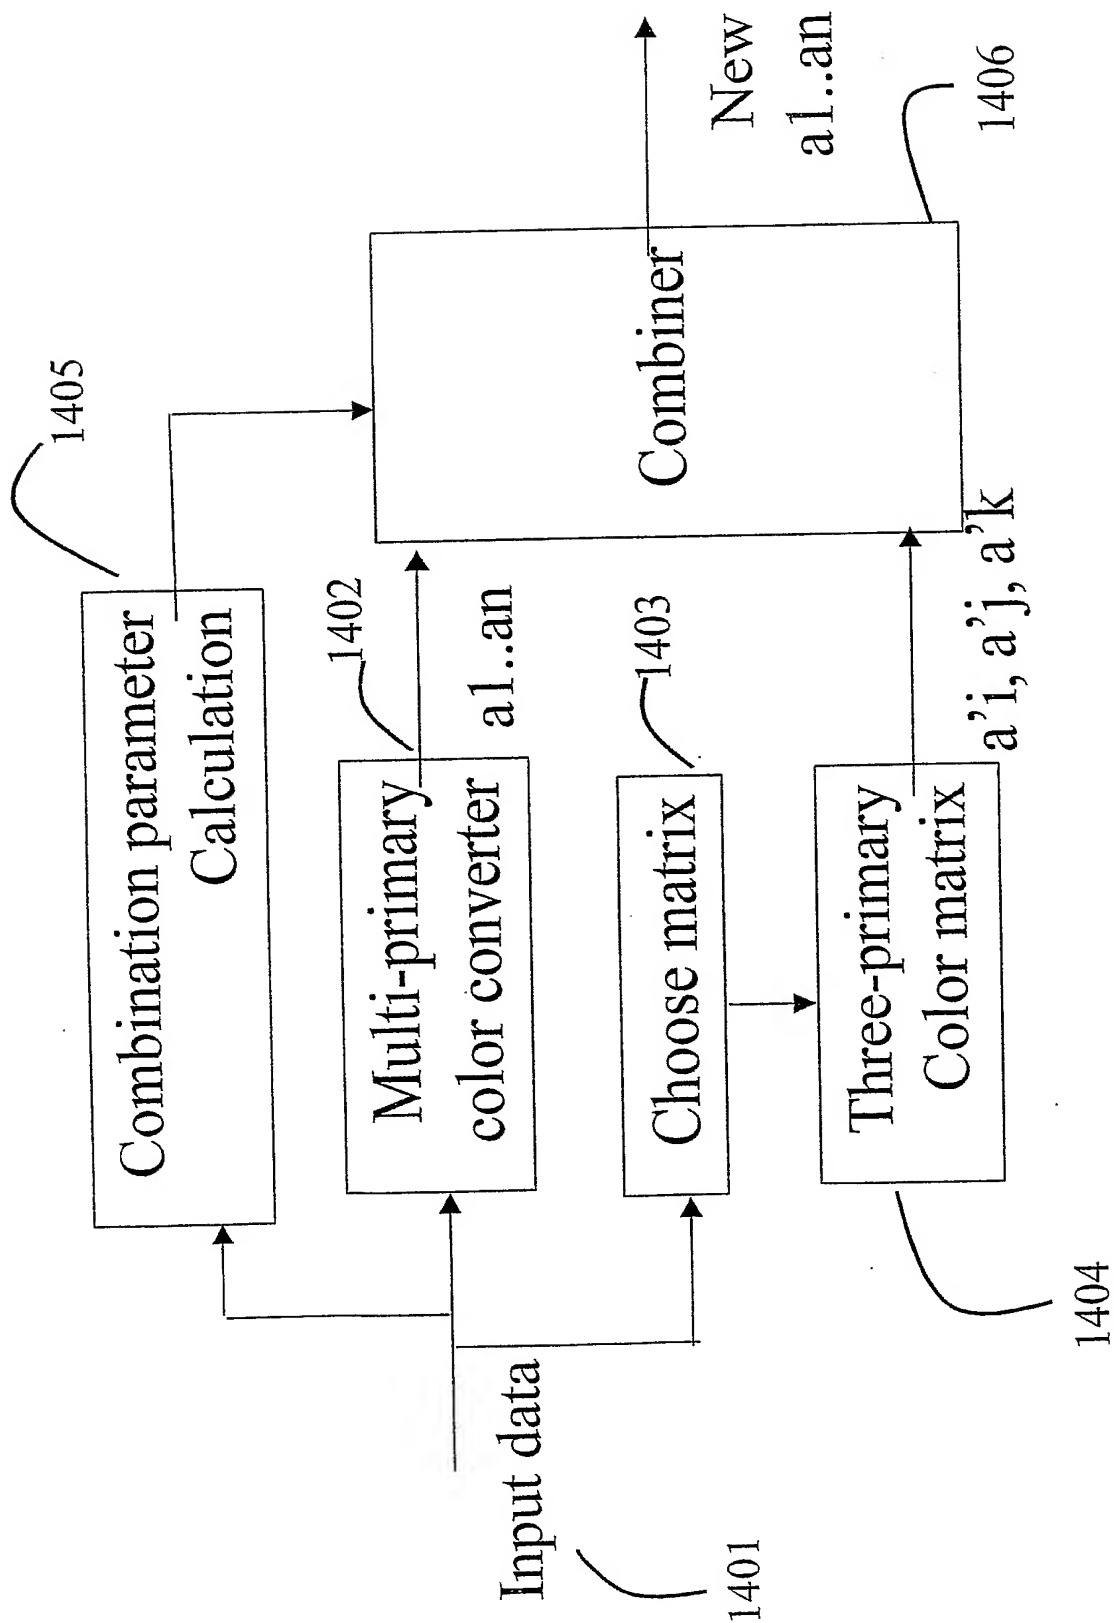 1405
Combination parameter
Calculation
1402
Multi-primary
color converter
a1..an
Input data
1401
1403
Choose matrix
Three-primary
Color matrix
a’i, a’j, a’k
1404
Combiner
New
a1..an
1406